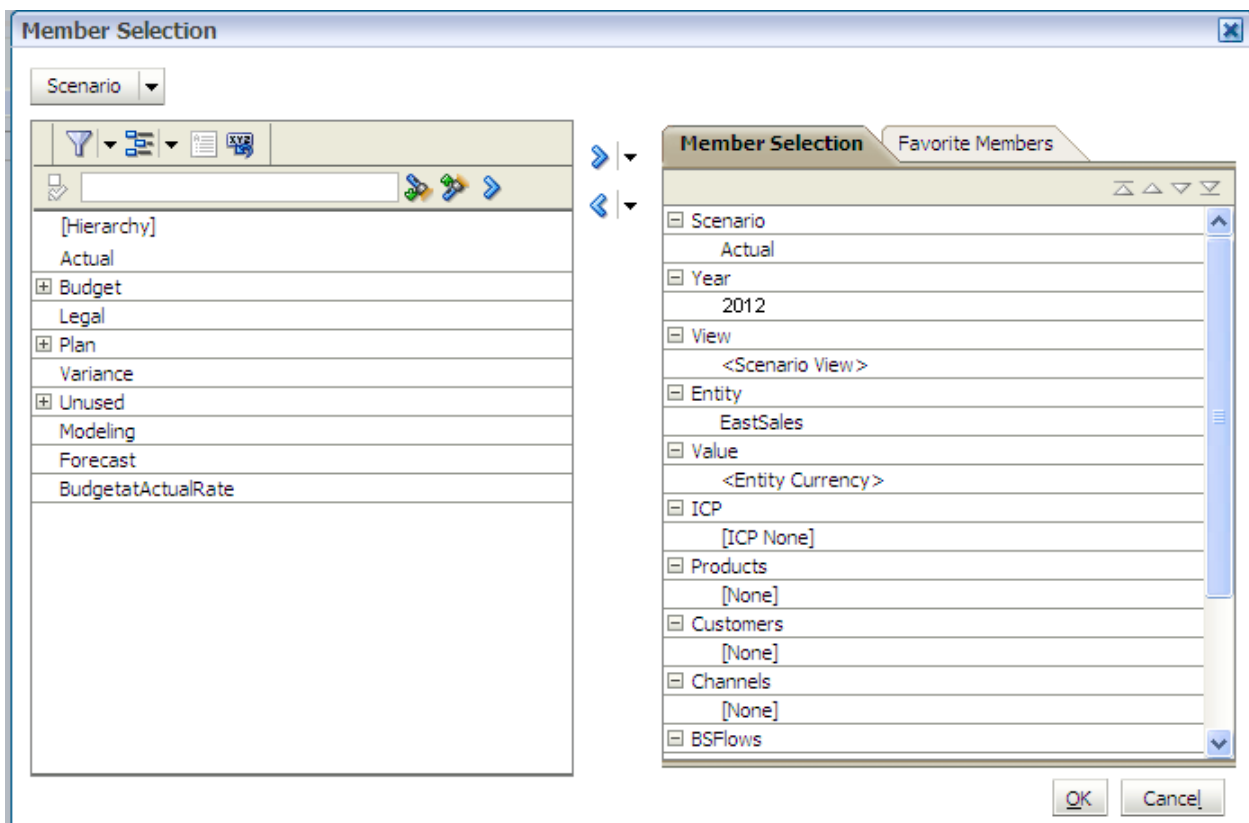 Member Selection
Scenario
XYZ
[Hierarchy]
Actual
Budget
Legal
Plan
Variance
Unused
Modeling
Forecast
BudgetatActualRate
Member Selection
Favorite Members
Scenario
Actual
Year
2012
View
<Scenario View>
Entity
EastSales
Value
<Entity Currency>
ICP
[ICP None]
Products
[None]
Customers
[None]
Channels
[None]
BSFlows
OK
Cancel